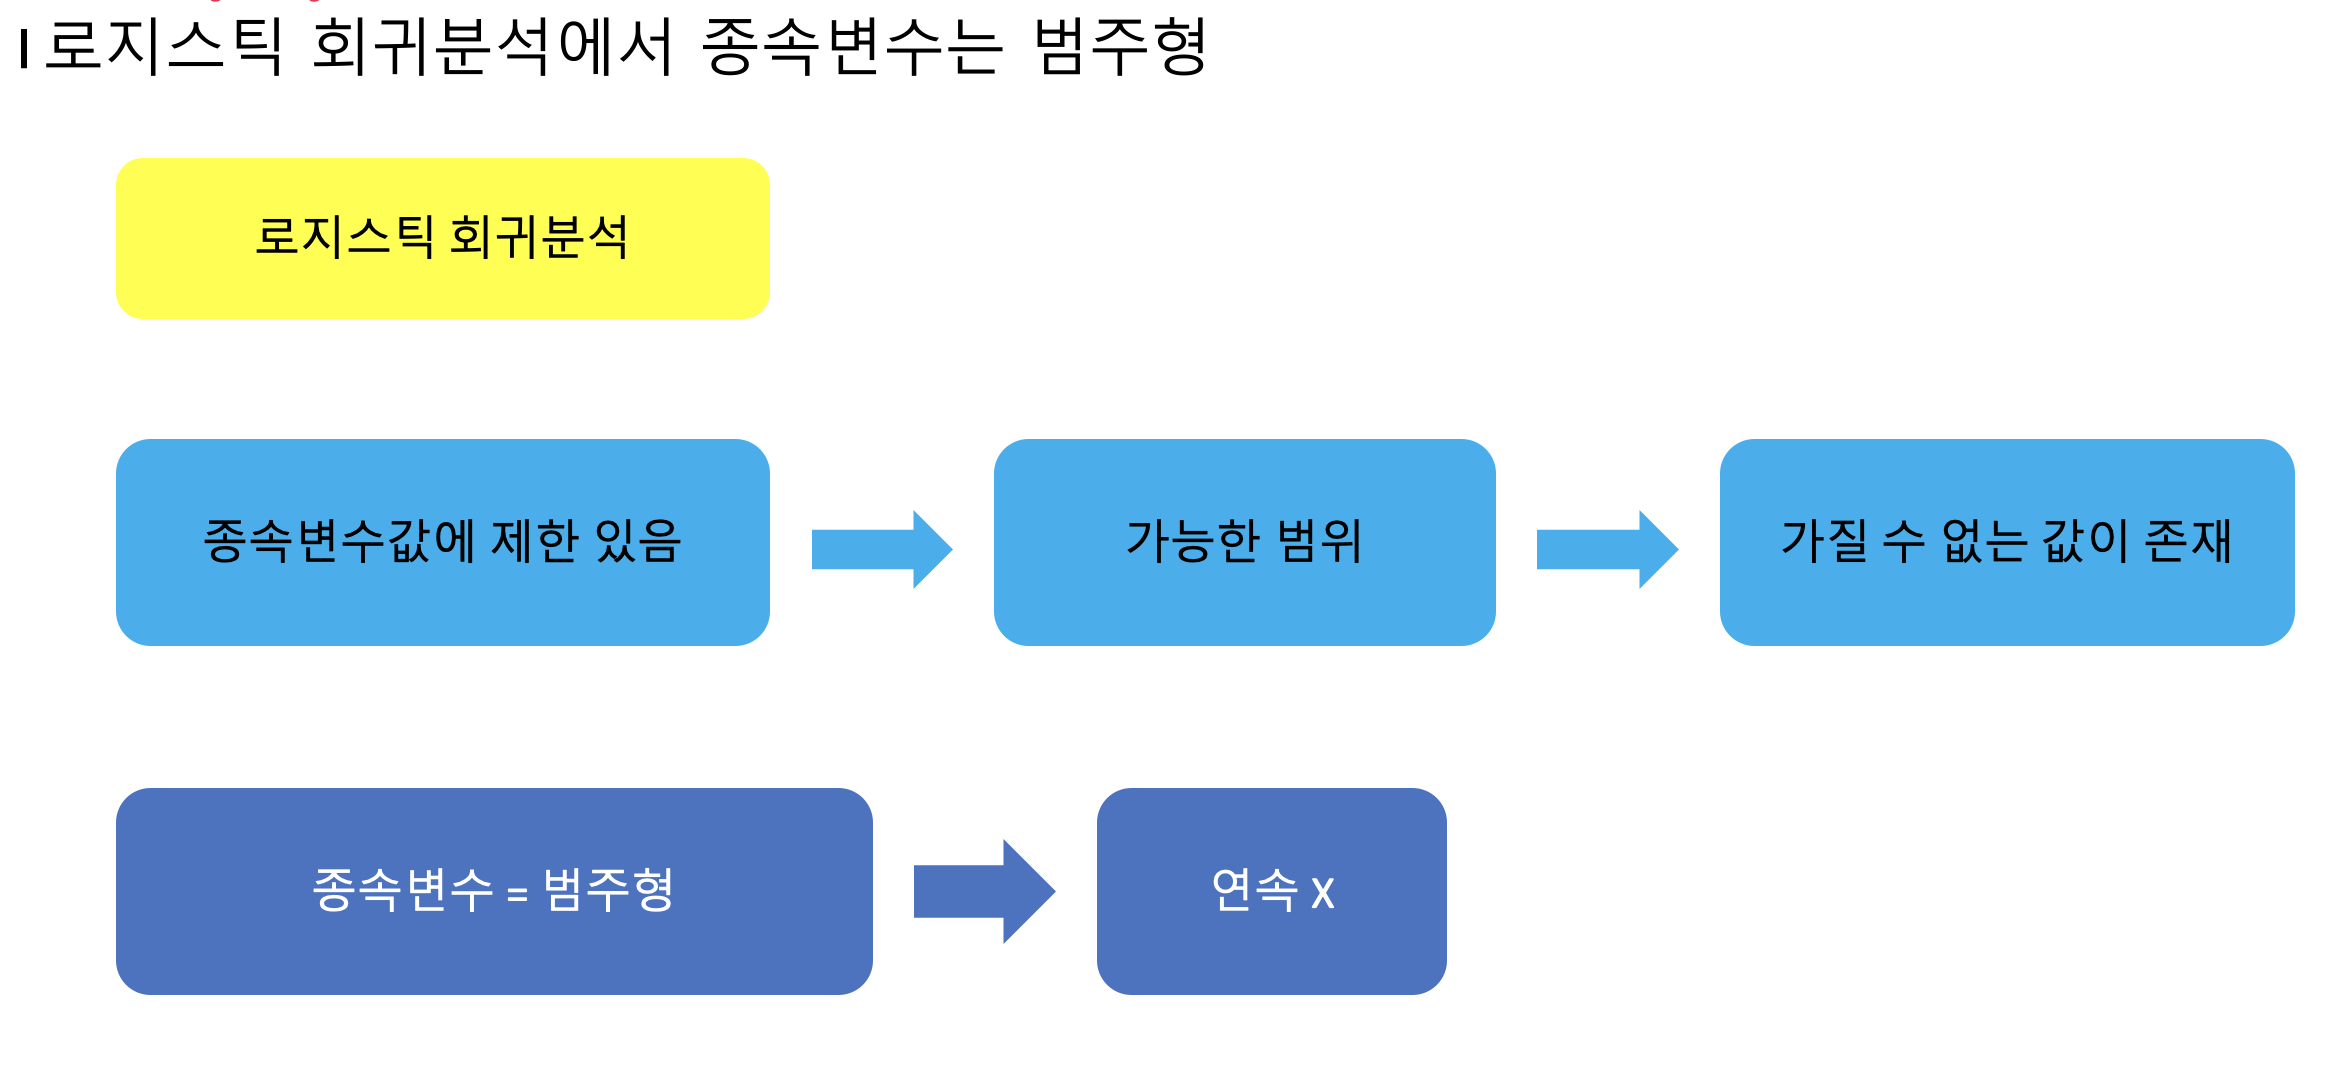 로지스틱 회귀분석에서 종속변수는 범주형
로지스틱 회귀분석
종속변수값에 제한 있음
가능한 범위
가질 수 없는 값이 존재
종속변수 = 범주형
연속 X